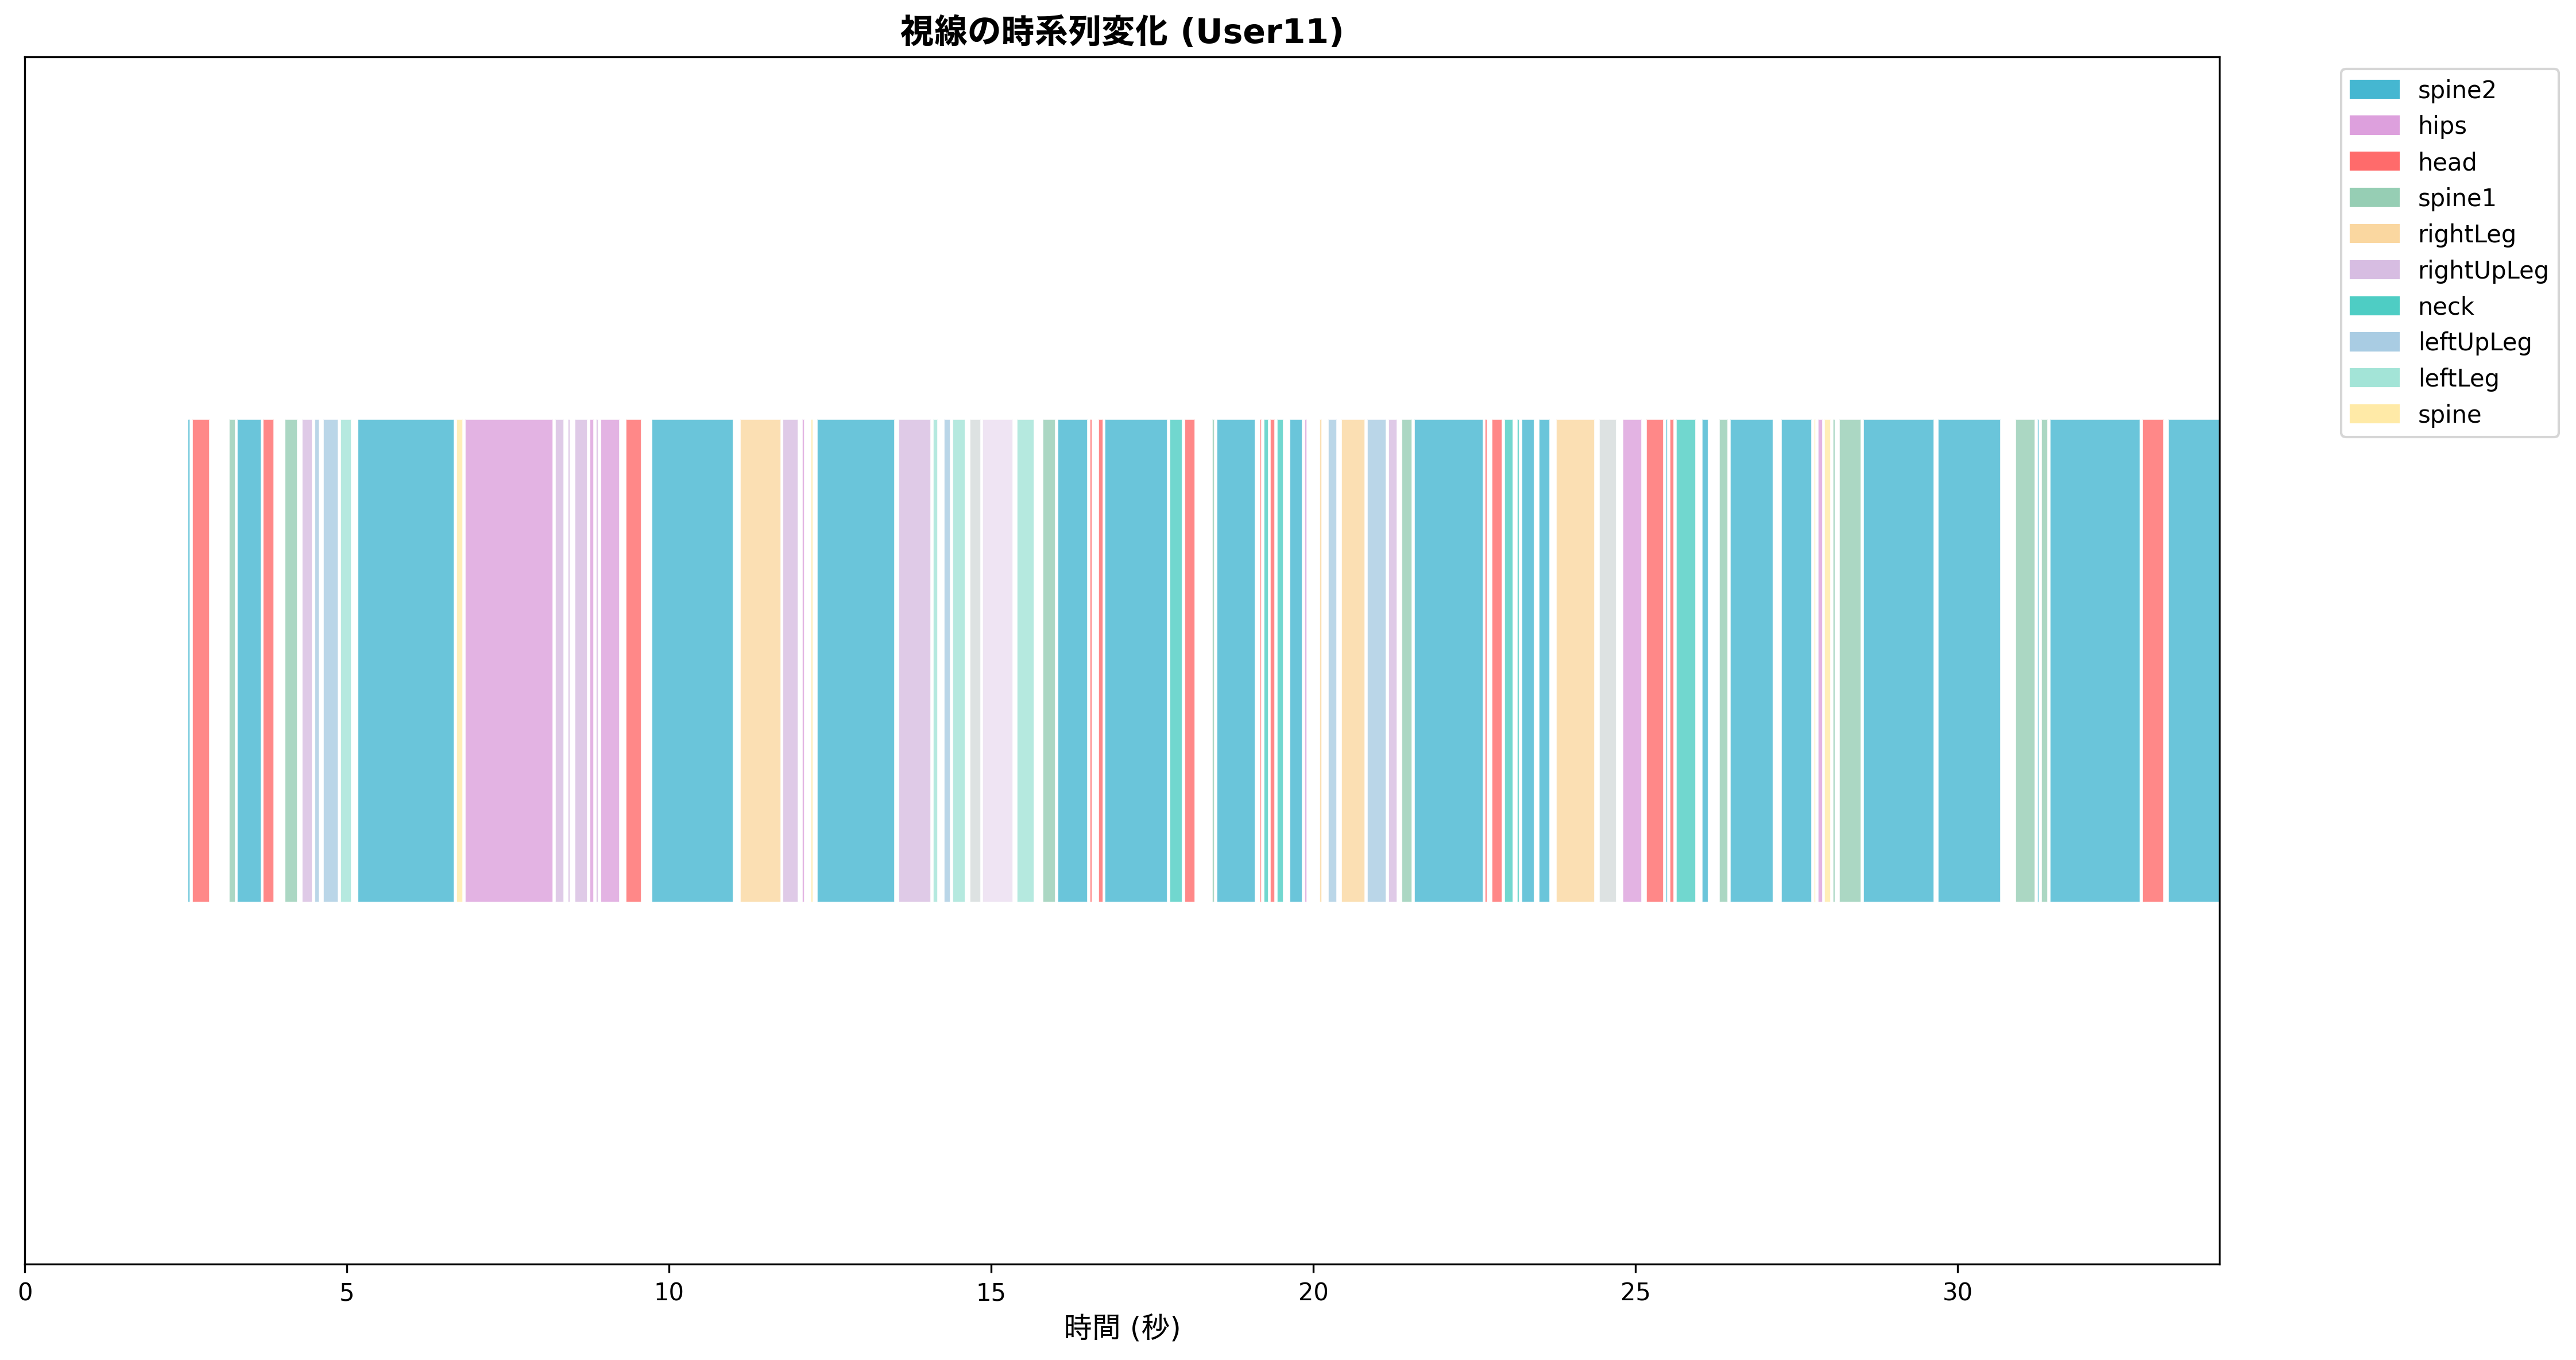 視線の時系列変化 (User11)
spine2
hips
head
spine1
rightLeg
rightUpLeg
neck
leftUpLeg
leftLeg
spine
0 5 10 15 20 25 30
時間 (秒)